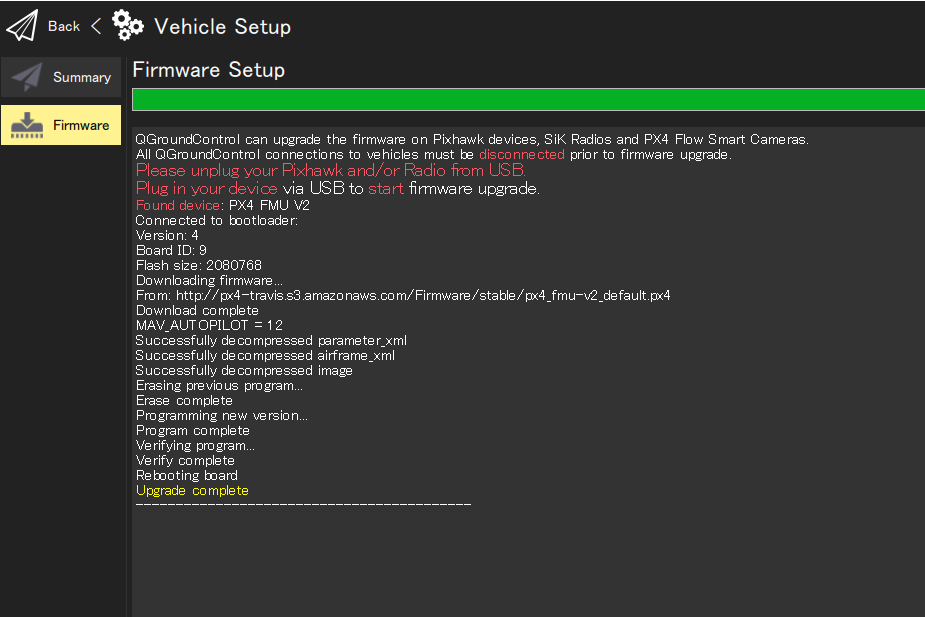 Back < Vehicle Setup
Summary
Firmware
Firmware Setup
QGroundControl can upgrade the firmware on Pixhawk devices, SiK Radios and PX4 Flow Smart Cameras.
All QGroundControl connections to vehicles must be disconnected prior to firmware upgrade.
Please unplug your Pixhawk and/or Radio from USB.
Plug in your device via USB to start firmware upgrade.
Found device: PX4 FMU V2
Connected to bootloader:
Version: 4
Board ID: 9
Flash size: 2080768
Downloading firmware...
From: http://px4-travis.s3.amazonaws.com/Firmware/stable/px4_fmu-v2_default.px4
Download complete
MAV_AUTOPILOT = 12
Successfully decompressed parameter_xml
Successfully decompressed airframe_xml
Successfully decompressed image
Erasing previous program...
Erase complete
Programming new version...
Program complete
Verifying program...
Verify complete
Rebooting board
Upgrade complete
------------------------------------------